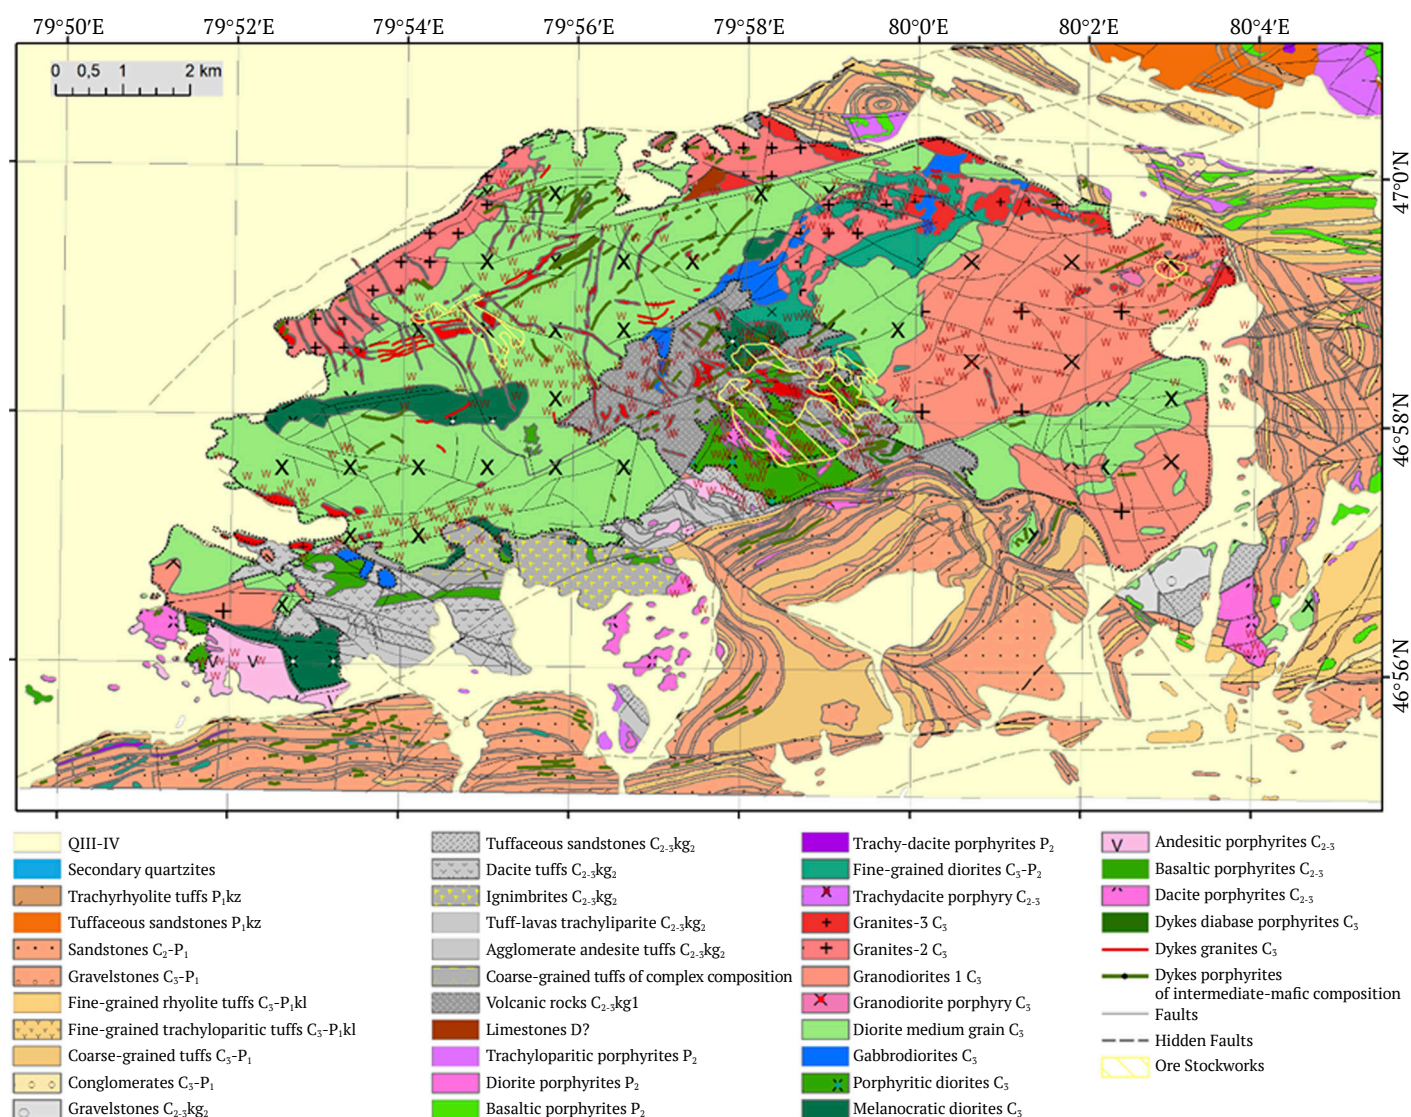 79°50′E 79°52′E 79°54′E 79°56′E 79°58′E 80°0′E 80°2′E 80°4′E
0 0,5 1 2 km
47°0′N
46°58′N
46°56′N
QIII-IV
Secondary quartzites
Trachyrhyolite tuffs P₁kz
Tuffaceous sandstones P₁kz
Sandstones C₂-P₁
Gravelstones C₃-P₁
Fine-grained rhyolite tuffs C₃-P₁kl
Fine-grained trachyloparitic tuffs C₃-P₁kl
Coarse-grained tuffs C₃-P₁
Conglomerates C₃-P₁
Gravelstones C₂₋₃kg₂
Tuffaceous sandstones C₂₋₃kg₂
Dacite tuffs C₂₋₃kg₂
Ignimbrites C₂₋₃kg₂
Tuff-lavas trachyliparite C₂₋₃kg₂
Agglomerate andesite tuffs C₂₋₃kg₂
Coarse-grained tuffs of complex composition
Volcanic rocks C₂₋₃kg1
Limestones D?
Trachyloparitic porphyrites P₂
Diorite porphyrites P₂
Basaltic porphyrites P₂
Trachy-dacite porphyrites P₂
Fine-grained diorites C₃-P₂
Trachydacite porphyry C₂₋₃
Granites-3 C₃
Granites-2 C₃
Granodiorites 1 C₃
Granodiorite porphyry C₃
Diorite medium grain C₃
Gabbrodiorites C₃
Porphyritic diorites C₃
Melanocratic diorites C₃
Andesitic porphyrites C₂₋₃
Basaltic porphyrites C₂₋₃
Dacite porphyrites C₂₋₃
Dykes diabase porphyrites C₃
Dykes granites C₃
Dykes porphyrites
of intermediate-mafic composition
Faults
Hidden Faults
Ore Stockworks